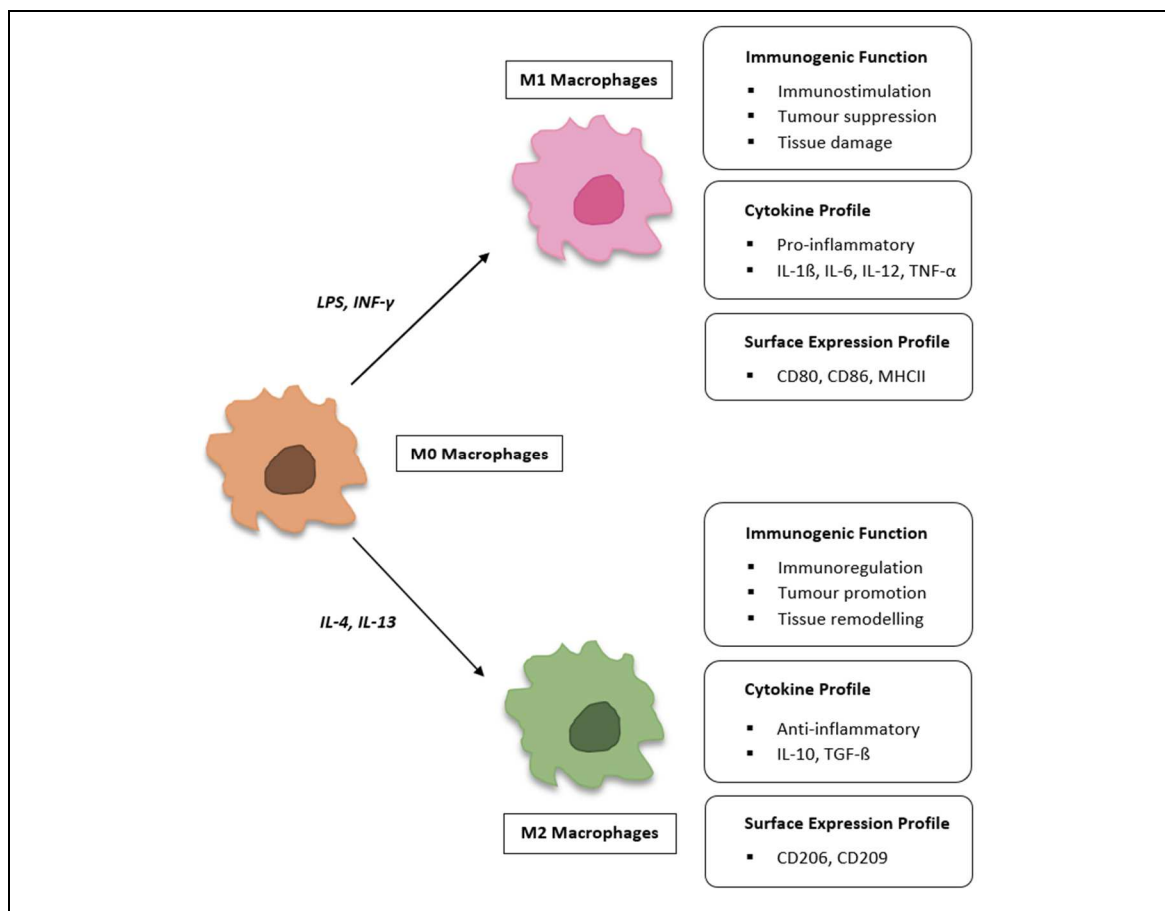 M1 Macrophages
Immunogenic Function
▪ Immunostimulation
▪ Tumour suppression
▪ Tissue damage
Cytokine Profile
▪ Pro-inflammatory
▪ IL-1ß, IL-6, IL-12, TNF-α
Surface Expression Profile
▪ CD80, CD86, MHCII
LPS, INF-γ
M0 Macrophages
IL-4, IL-13
M2 Macrophages
Immunogenic Function
▪ Immunoregulation
▪ Tumour promotion
▪ Tissue remodelling
Cytokine Profile
▪ Anti-inflammatory
▪ IL-10, TGF-ß
Surface Expression Profile
▪ CD206, CD209